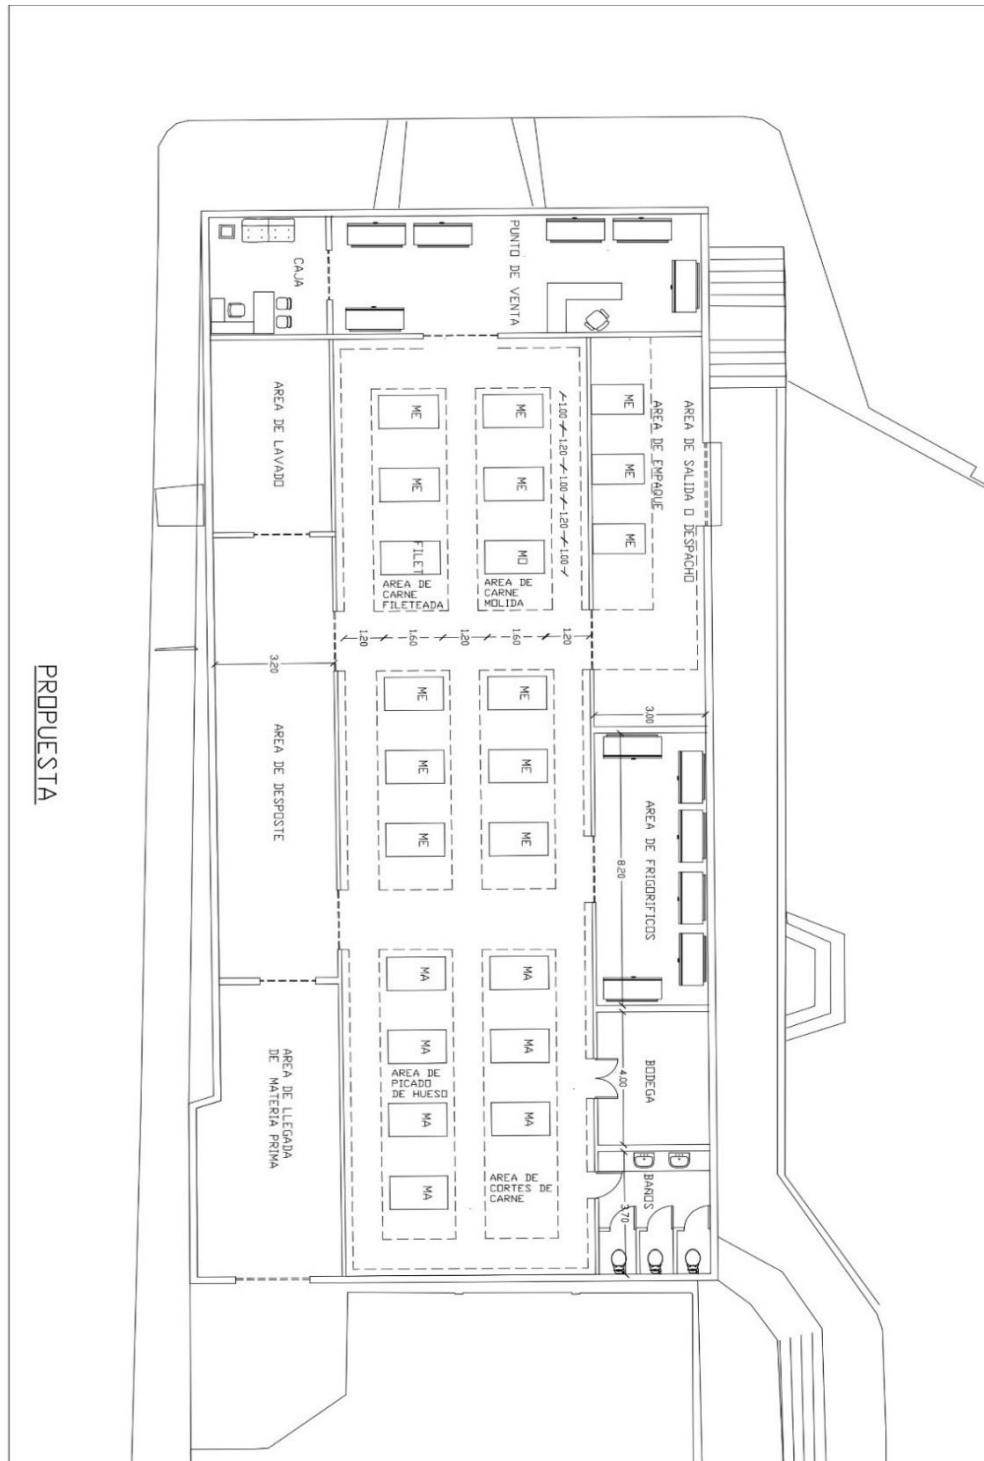 PROPUESTA
CAJA
PUNTO DE VENTA
AREA DE LAVADO
ME
ME
ME
ME
FILET
AREA DE
CARNE
FILETEADA
ME
ME
MO
AREA DE
CARNE
MOLIDA
1.00
1.20
1.00
1.20
1.00
ME
ME
ME
AREA DE EMPAQUE
AREA DE SALIDA O DESPACHO
1.20
1.60
1.20
1.60
1.20
3.20
3.00
AREA DE DESPOSTE
ME
ME
ME
ME
ME
8.20
AREA DE FRIGORIFICOS
AREA DE LLEGADA
DE MATERIA PRIMA
MA
MA
AREA DE
PICADO
DE HUESO
MA
MA
MA
MA
MA
AREA DE
CORTES DE
CARNE
BODEGA
4.00
BAÑOS
3.70